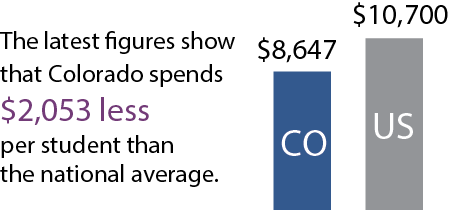 The latest figures show
that Colorado spends
$2,053 less
per student than
the national average.
$8,647
$10,700
CO
US